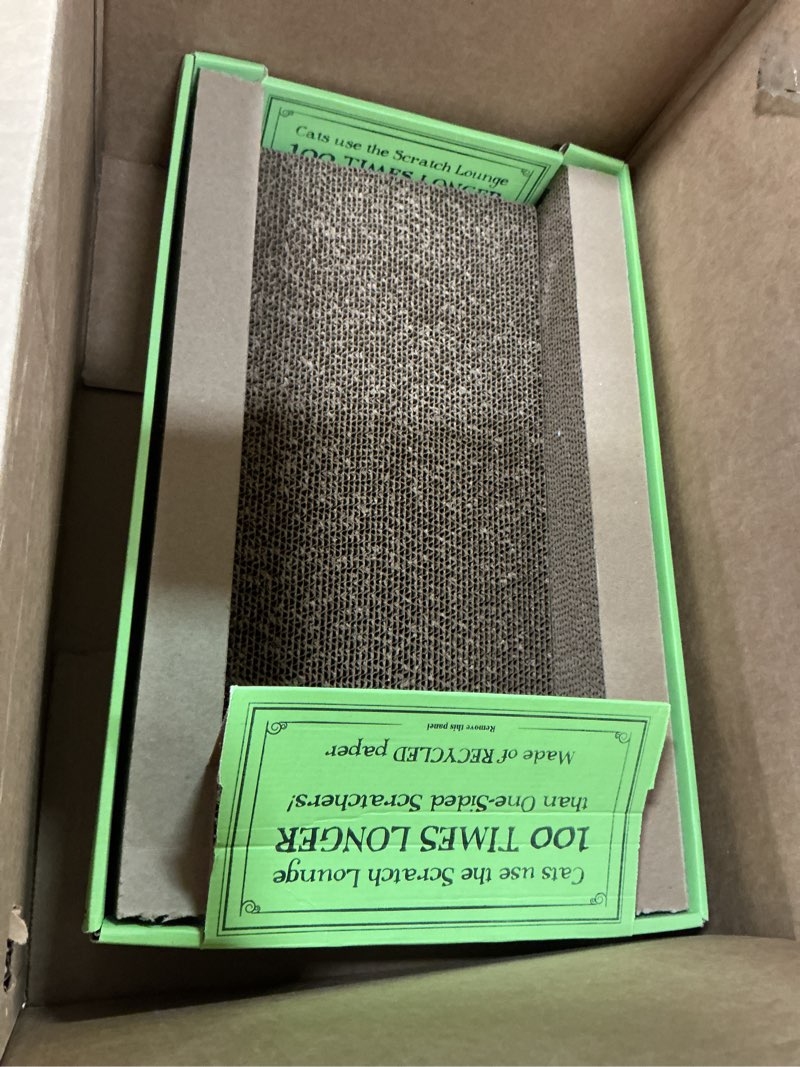 Cats use the Scratch Lounge
100 TIMES LONGER
Cats use the Scratch Lounge
100 TIMES LONGER
than One-Sided Scratchers!
Made of RECYCLED paper
Remove this panel